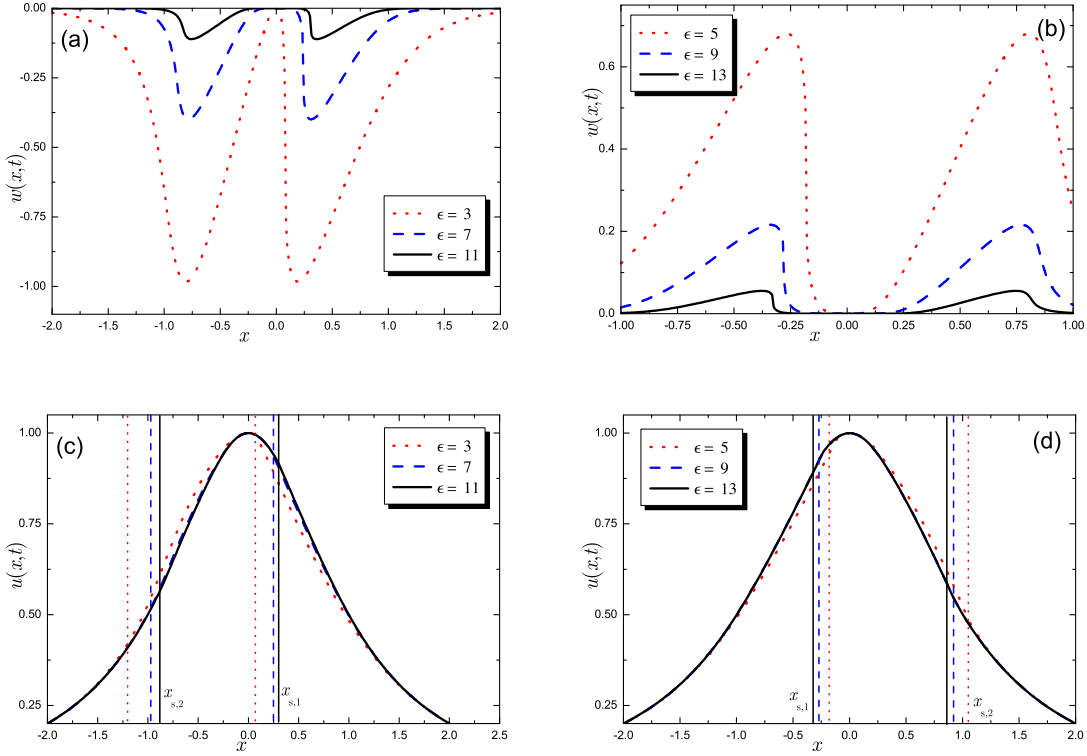 0.00
-0.25
-0.50
-0.75
-1.00
w(x,t)
(a)
ϵ = 3
ϵ = 7
ϵ = 11
-2.0 -1.5 -1.0 -0.5 0.0 0.5 1.0 1.5 2.0
x
0.6
0.4
0.2
0.0
w(x,t)
(b)
ϵ = 5
ϵ = 9
ϵ = 13
-1.00 -0.75 -0.50 -0.25 0.00 0.25 0.50 0.75 1.00
x
1.00
0.75
0.50
0.25
u(x,t)
(c)
ϵ = 3
ϵ = 7
ϵ = 11
x s,2
x s,1
-2.0 -1.5 -1.0 -0.5 0.0 0.5 1.0 1.5 2.0 2.5
x
1.00
0.75
0.50
0.25
u(x,t)
(d)
ϵ = 5
ϵ = 9
ϵ = 13
x s,1
x s,2
-2.0 -1.5 -1.0 -0.5 0.0 0.5 1.0 1.5 2.0
x